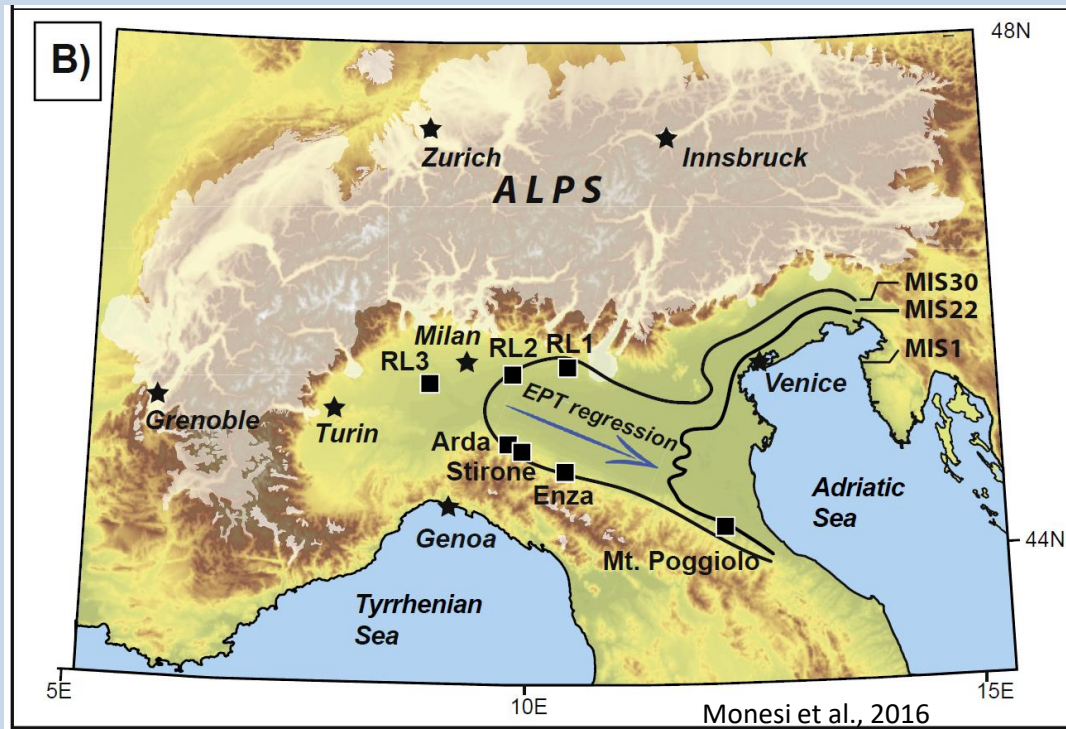 B)
48N
Zurich
Innsbruck
ALPS
MIS30
MIS22
MIS1
Milan
RL3
RL2
RL1
Venice
Grenoble
Turin
EPT regression
Arda
Stirone
Enza
Adriatic
Sea
Genoa
44N
Mt. Poggiolo
Tyrrhenian
Sea
5E
10E
15E
Monesi et al., 2016